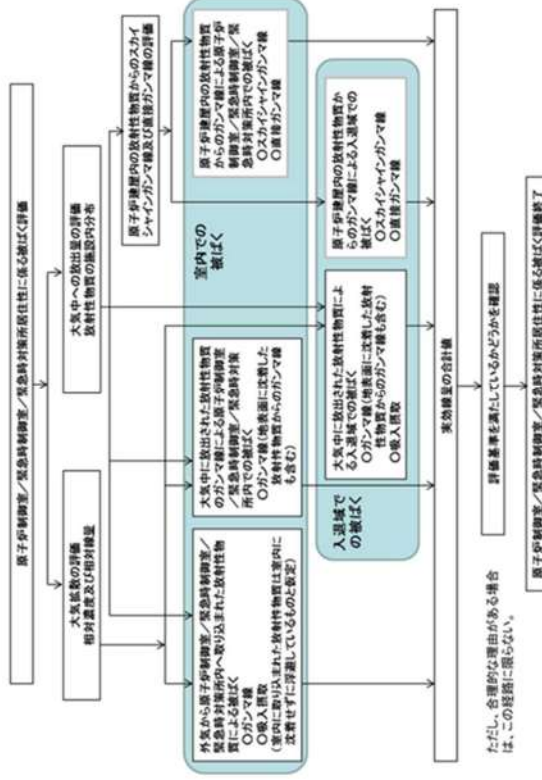 原子炉制御室/緊急時制御室/緊急時対策所居住性に係る被ばく評価
大気拡散の評価
相対濃度及び相対線量
大気中への放出量の評価
放射性物質の施設内分布
原子炉建屋内の放射性物質からのスカイ
シャインガンマ線及び直接ガンマ線の評価
室内での
被ばく
外気から原子炉制御室/緊急時制御室/
緊急時対策所内へ取り込まれた放射性物
質による被ばく
○ガンマ線
○吸入摂取
(室内に取り込まれた放射性物質は室内に
沈着せずに浮遊しているものと仮定)
大気中に放出された放射性物質
のガンマ線による原子炉制御室
/緊急時制御室/緊急時対策
所内での被ばく
○ガンマ線(地表面に沈着した
放射性物質からのガンマ線
も含む)
原子炉建屋内の放射性物質
からのガンマ線による原子炉
制御室/緊急時制御室/緊
急時対策所内での被ばく
○スカイシャインガンマ線
○直接ガンマ線
入退域で
の被ばく
大気中に放出された放射性物質によ
る入退域での被ばく
○ガンマ線(地表面に沈着した放射
性物質からのガンマ線も含む)
○吸入摂取
原子炉建屋内の放射性物質か
らのガンマ線による入退域での
被ばく
○スカイシャインガンマ線
○直接ガンマ線
実効線量の合計値
評価基準を満たしているかどうかを確認
ただし、合理的な理由がある場合
は、この経路に限らない。
原子炉制御室/緊急時制御室/緊急時対策所居住性に係る被ばく評価終了